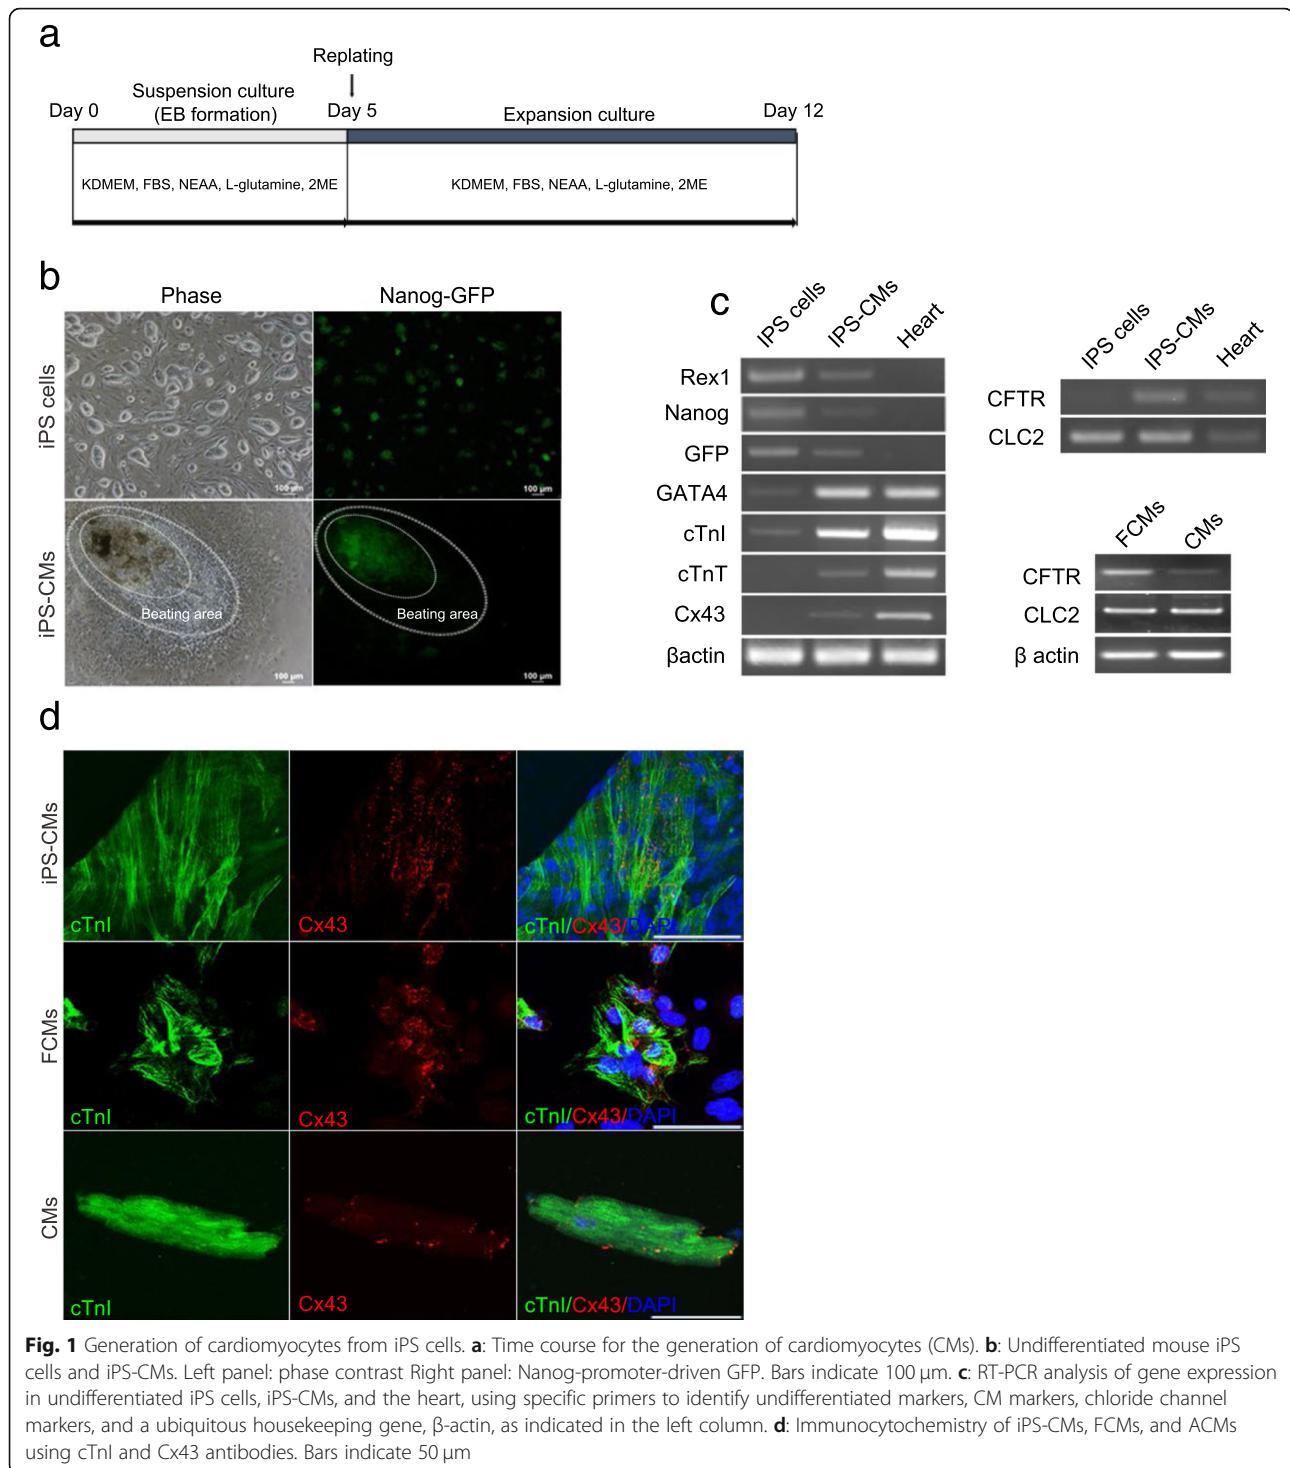 a
Replating
Suspension culture
(EB formation)
Day 0
Day 5
Expansion culture
Day 12
KDMEM, FBS, NEAA, L-glutamine, 2ME
KDMEM, FBS, NEAA, L-glutamine, 2ME
b
Phase
Nanog-GFP
iPS cells
100 µm
100 µm
iPS-CMs
Beating area
100 µm
Beating area
100 µm
c
IPS cells
IPS-CMs
Heart
Rex1
Nanog
GFP
GATA4
cTnI
cTnT
Cx43
βactin
IPS cells
IPS-CMs
Heart
CFTR
CLC2
FCMs
CMs
CFTR
CLC2
β actin
d
iPS-CMs
cTnI
Cx43
cTnI/Cx43/DAPI
FCMs
cTnI
Cx43
cTnI/Cx43/DAPI
CMs
cTnI
Cx43
cTnI/Cx43/DAPI
Fig. 1 Generation of cardiomyocytes from iPS cells. a: Time course for the generation of cardiomyocytes (CMs). b: Undifferentiated mouse iPS
cells and iPS-CMs. Left panel: phase contrast Right panel: Nanog-promoter-driven GFP. Bars indicate 100 µm. c: RT-PCR analysis of gene expression
in undifferentiated iPS cells, iPS-CMs, and the heart, using specific primers to identify undifferentiated markers, CM markers, chloride channel
markers, and a ubiquitous housekeeping gene, β-actin, as indicated in the left column. d: Immunocytochemistry of iPS-CMs, FCMs, and ACMs
using cTnI and Cx43 antibodies. Bars indicate 50 µm